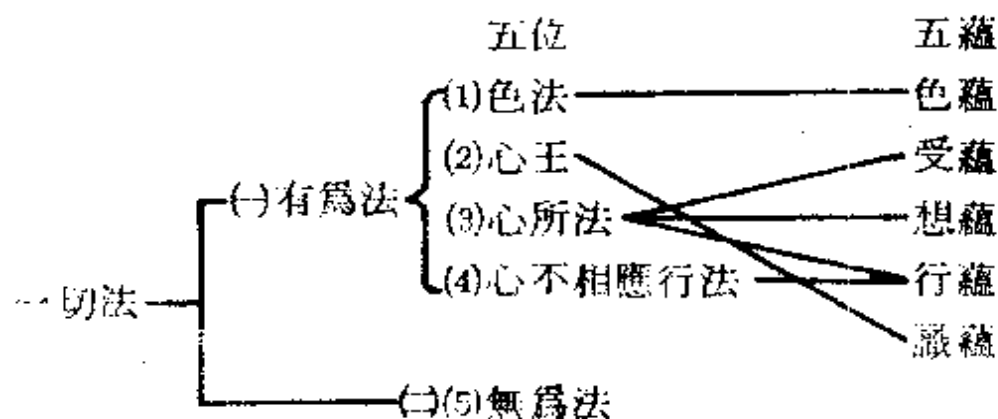 五位 五蘊
(1)色法 色蘊
(2)心王 受蘊
㈠有爲法
(3)心所法 想蘊
(4)心不相應行法 行蘊
一切法
識蘊
㈡(5)無爲法